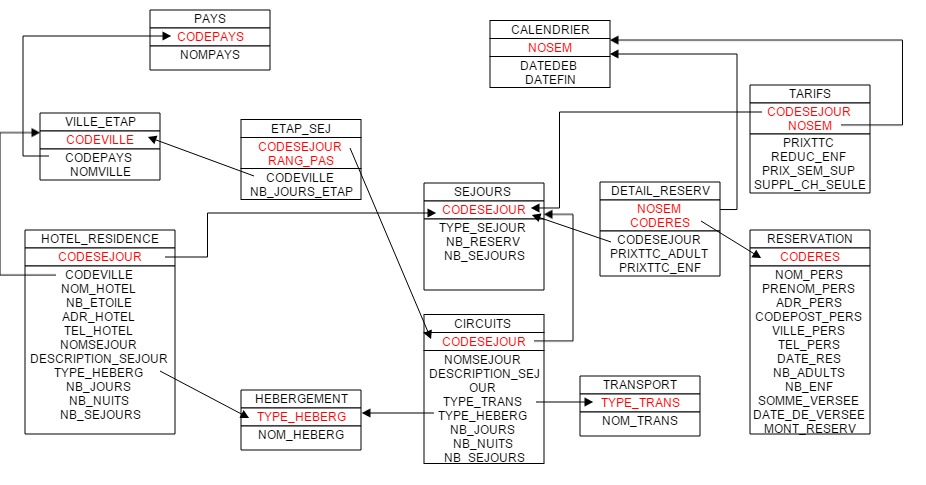 PAYS
CODEPAYS
NOMPAYS
CALENDRIER
NOSEM
DATEDEB
DATEFIN
TARIFS
CODESEJOUR
NOSEM
PRIXTTC
REDUC_ENF
PRIX_SEM_SUP
SUPPL_CH_SEULE
VILLE_ETAP
CODEVILLE
CODEPAYS
NOMVILLE
ETAP_SEJ
CODESEJOUR
RANG_PAS
CODEVILLE
NB_JOURS_ETAP
SEJOURS
CODESEJOUR
TYPE_SEJOUR
NB_RESERV
NB_SEJOURS
DETAIL_RESERV
NOSEM
CODERES
CODESEJOUR
PRIXTTC_ADULT
PRIXTTC_ENF
HOTEL_RESIDENCE
CODESEJOUR
CODEVILLE
NOM_HOTEL
NB_ETOILE
ADR_HOTEL
TEL_HOTEL
NOMSEJOUR
DESCRIPTION_SEJOUR
TYPE_HEBERG
NB_JOURS
NB_NUITS
NB_SEJOURS
RESERVATION
CODERES
NOM_PERS
PRENOM_PERS
ADR_PERS
CODEPOST_PERS
VILLE_PERS
TEL_PERS
DATE_RES
NB_ADULTS
NB_ENF
SOMME_VERSEE
DATE_DE_VERSEE
MONT_RESERV
CIRCUITS
CODESEJOUR
NOMSEJOUR
DESCRIPTION_SEJ
OUR
TYPE_TRANS
TYPE_HEBERG
NB_JOURS
NB_NUITS
NB_SEJOURS
HEBERGEMENT
TYPE_HEBERG
NOM_HEBERG
TRANSPORT
TYPE_TRANS
NOM_TRANS